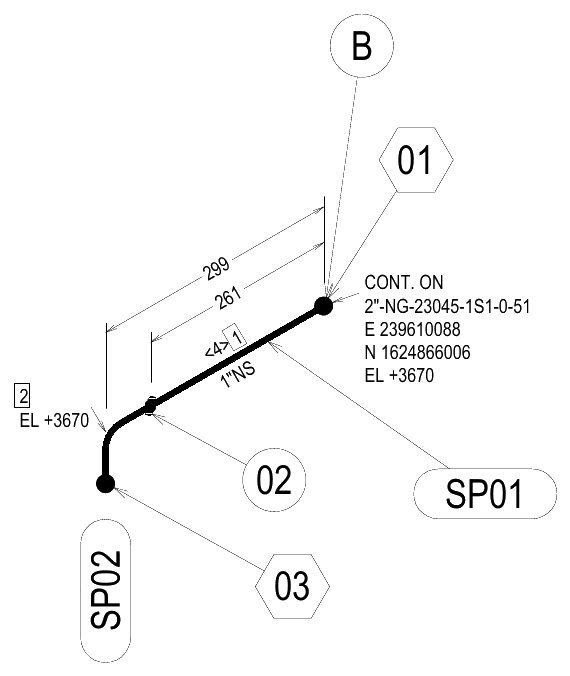 B
01
299
261
CONT. ON
2"-NG-23045-1S1-0-51
E 239610088
N 1624866006
EL +3670
<4> 1
1"NS
2
EL +3670
02
SP01
SP02
03